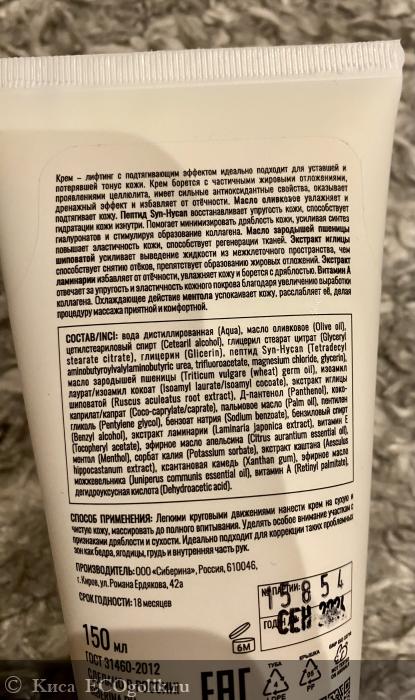 Крем – лифтинг с подтягивающим эффектом идеально подходит для уставшей и
потерявшей тонус кожи. Крем борется с частичными жировыми отложениями,
проявлениями целлюлита, имеет сильные антиоксидантные свойства, оказывает
дренажный эффект и избавляет от отёчности. Масло оливковое увлажняет и
подтягивает кожу. Пептид Syn-Hycan восстанавливает упругость кожи, способствует
гидратации кожи изнутри. Помогает минимизировать дряблость кожи, усиливая синтез
гиалуронатов и стимулируя образование коллагена. Масло зародышей пшеницы
повышает эластичность кожи, способствует регенерации тканей. Экстракт иглицы
шиповатой усиливает выведение жидкости из межклеточного пространства, чем
способствует снятию отёков, препятствует образованию жировых отложений. Экстракт
ламинарии избавляет от отёчности, увлажняет кожу и борется с дряблостью. Витамин А
отвечает за упругость и эластичность кожного покрова благодаря увеличению выработки
коллагена. Охлаждающее действие ментола успокаивает кожу, расслабляет её, делая
процедуру массажа приятной и комфортной.
СОСТАВ/INCI: вода дистиллированная (Aqua), масло оливковое (Olive oil),
цетилстеариловый спирт (Cetearil alcohol), глицерил стеарат цитрат (Glyceryl
stearate citrate), глицерин (Glicerin), пептид Syn-Hycan (Tetradecyl
aminobutyroylvalylaminobutyric urea, trifluoroacetate, magnesium chloride, glycerin),
масло зародышей пшеницы (Triticum vulgare (wheat) germ oil), изоамил
лаурат/изоамил кокоат (Isoamyl laurate/isoamyl cocoate), экстракт иглицы
шиповатой (Ruscus aculeatus root extract), Д-пантенол (Panthenol), коко-
каприлат/капрат (Coco-caprylate/caprate), пальмовое масло (Palm oil), пентилен
гликоль (Pentylene glycol), бензоат натрия (Sodium benzoate), бензиловый спирт
(Benzyl alcohol), экстракт ламинарии (Laminaria japonica extract), витамин Е
(Tocopheryl acetate), эфирное масло апельсина (Citrus aurantium essential oil),
ментол (Menthol), сорбат калия (Potassium sorbate), экстракт каштана (Aesculus
hippocastanum extract), ксантановая камедь (Xanthan gum), эфирное масло
можжевельника (Juniperus communis essential oil), витамин А (Retinyl palmitate),
дегидроуксусная кислота (Dehydroacetic acid).
СПОСОБ ПРИМЕНЕНИЯ: Легкими круговыми движениями нанести крем на сухую и
чистую кожу, массировать до полного впитывания. Уделять особое внимание участкам с
признаками дряблости и сухости. Идеально подходит для коррекции таких проблемных
зон как бедра, ягодицы, грудь и внутренняя часть рук.
ПРОИЗВОДИТЕЛЬ: ООО «Сиберина», Россия, 610046,
г. Киров, ул. Романа Ердякова, 42а
СРОК ГОДНОСТИ: 18 месяцев
№ ПАРТИИ:
15854
СЕН
150 мл
ГОСТ 31460-2012
6M
EAC
ТУБА
КРЫШКА
Киса ECOgolik.ru